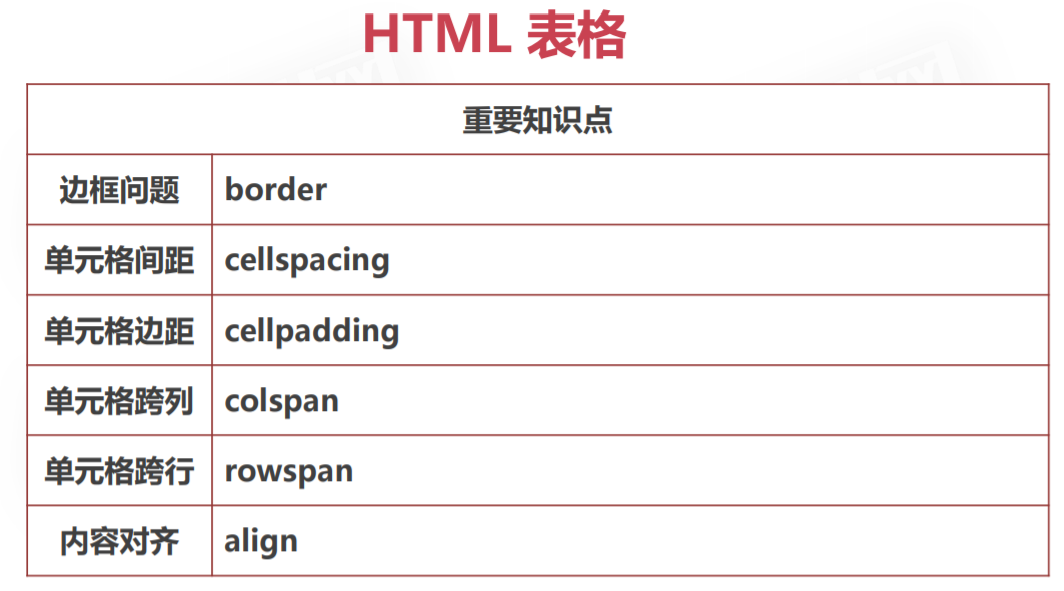 HTML 表格
重要知识点
边框问题 border
单元格间距 cellspacing
单元格边距 cellpadding
单元格跨列 colspan
单元格跨行 rowspan
内容对齐 align